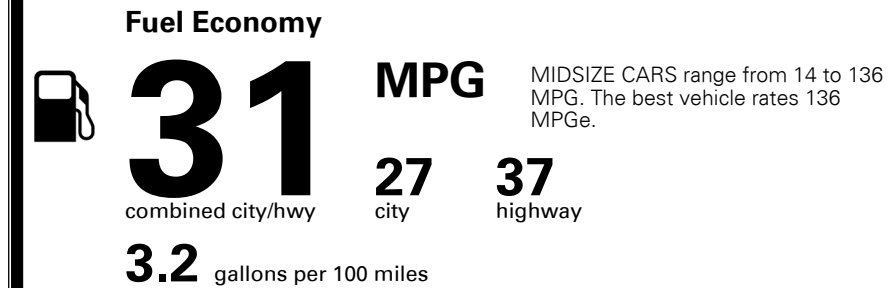 Fuel Economy
31
MPG
MIDSIZE CARS range from 14 to 136
MPG. The best vehicle rates 136
MPGe.
combined city/hwy
27
city
37
highway
3.2 gallons per 100 miles